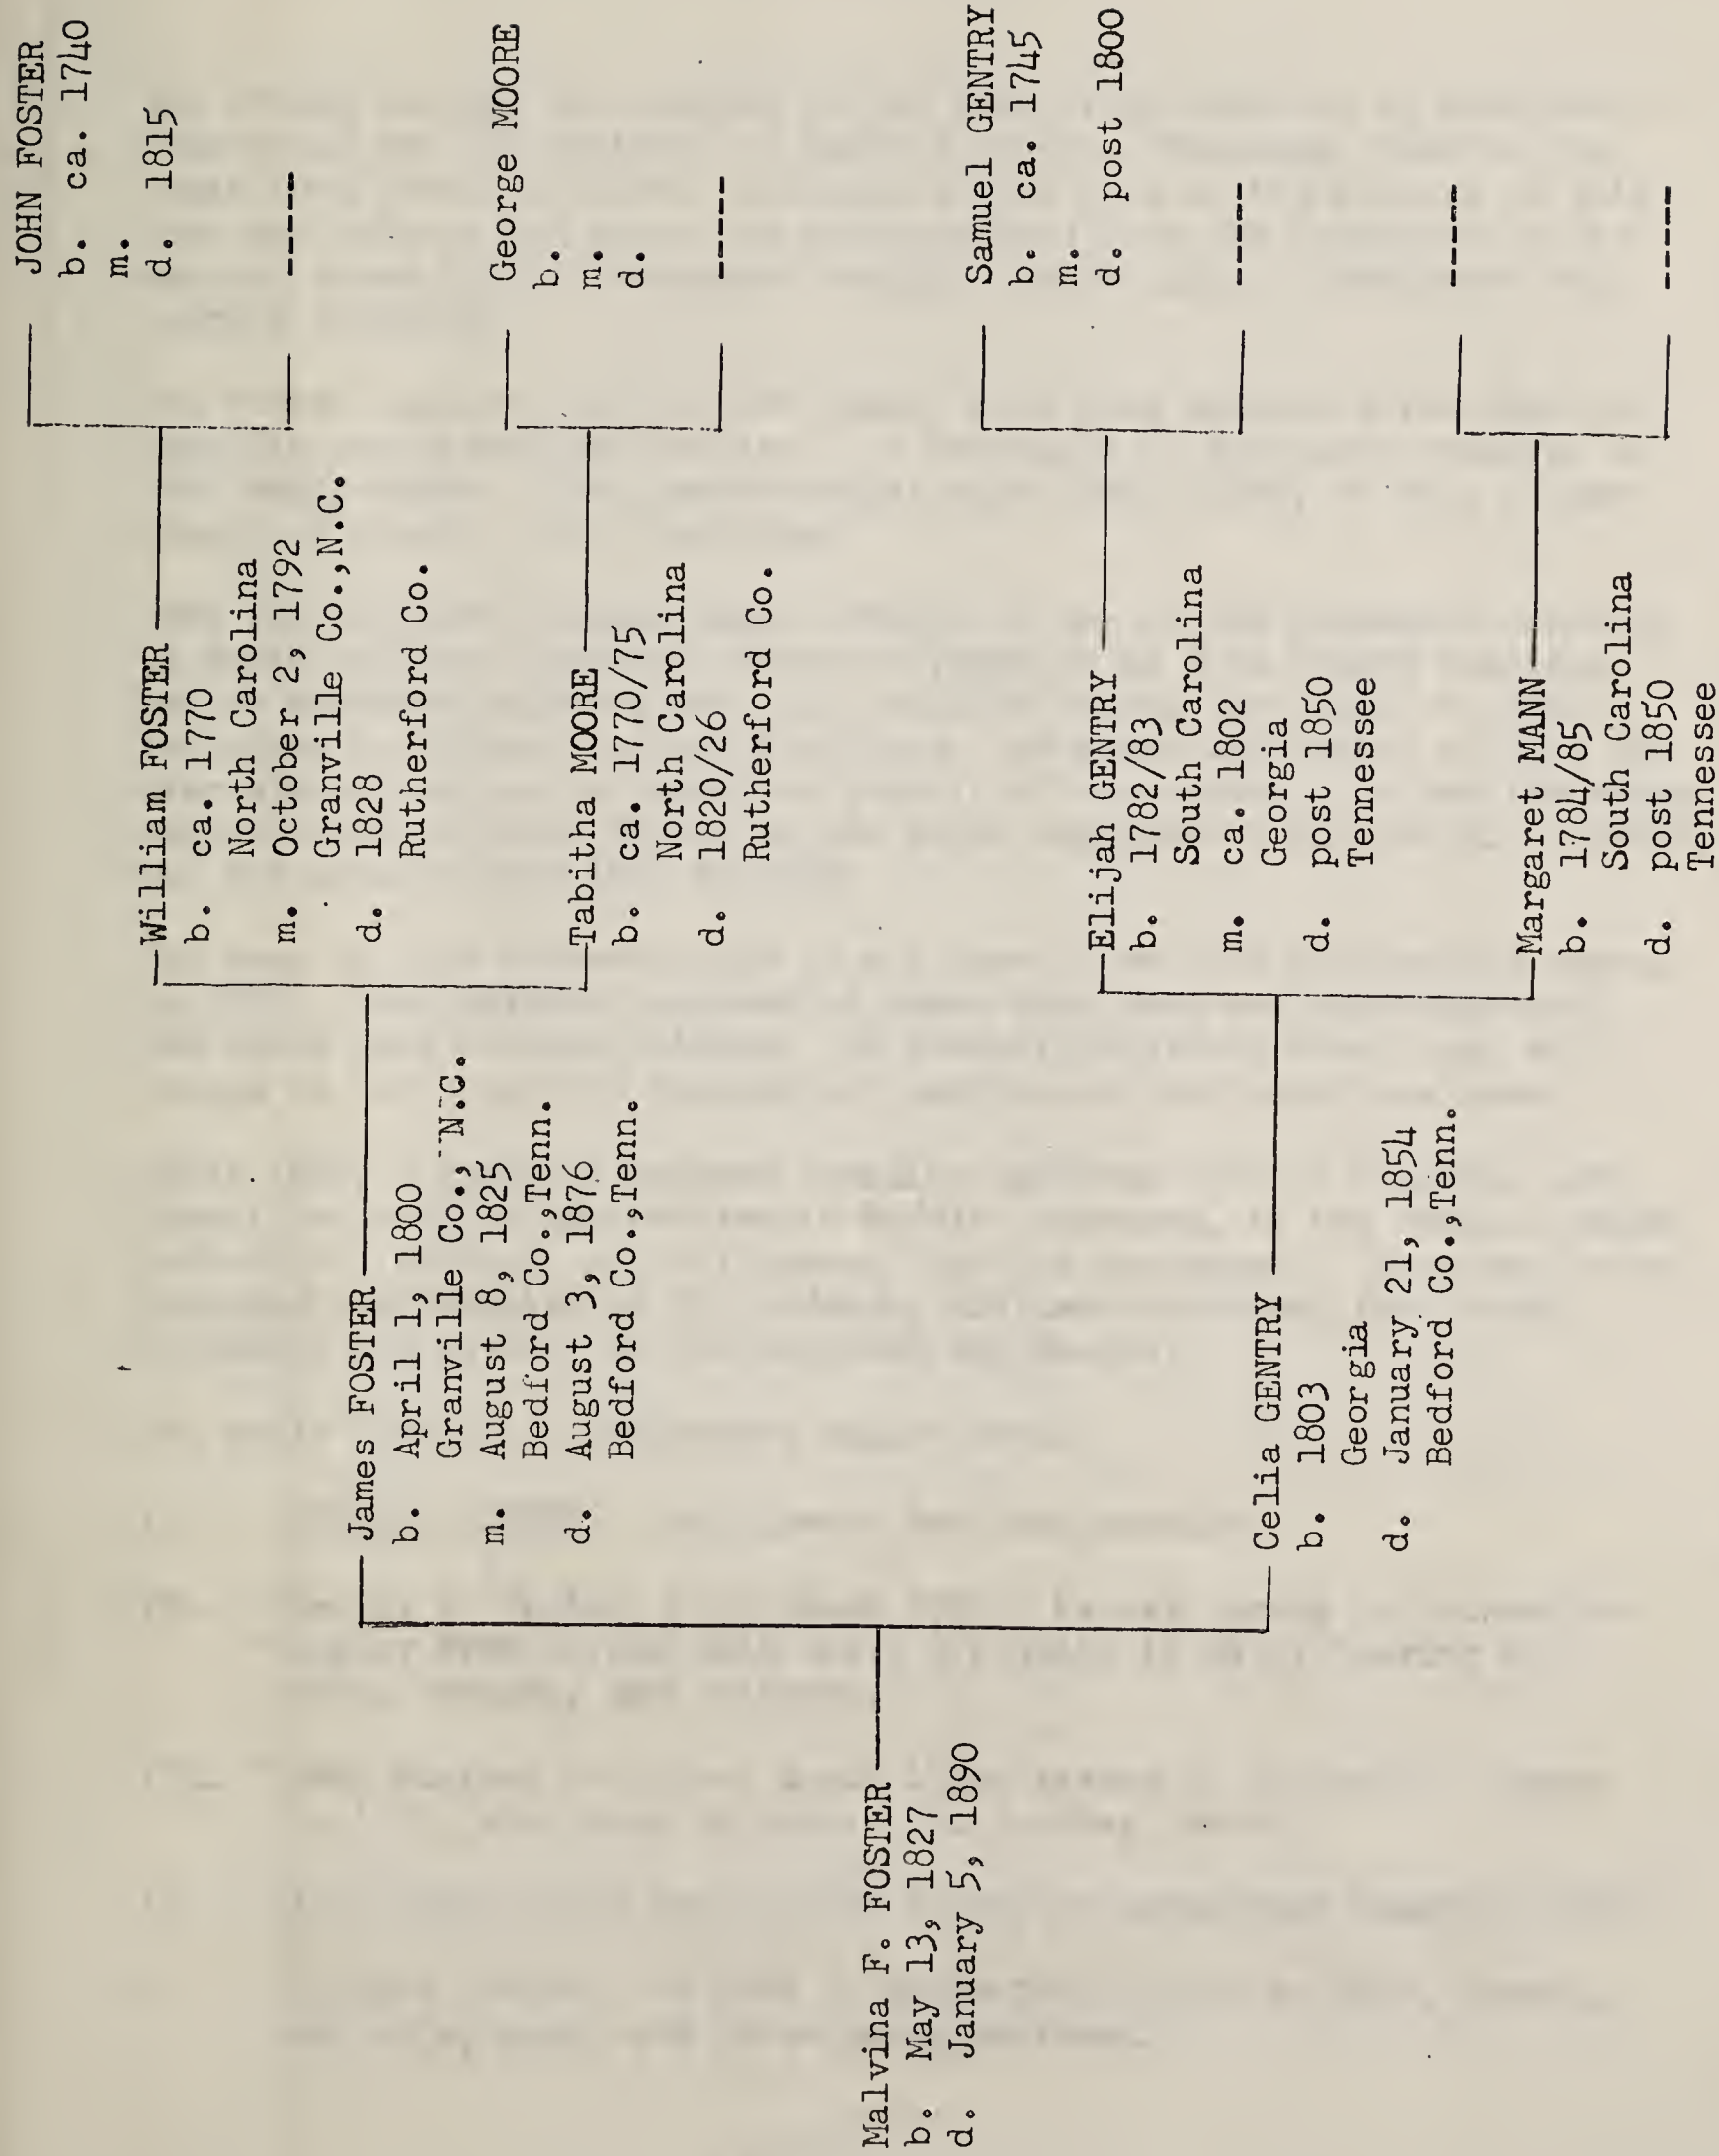 JOHN FOSTER
b. ca. 1740
m.
d. 1815
-----
William FOSTER
b. ca. 1770
North Carolina
m. October 2, 1792
Granville Co.,N.C.
d. 1828
Rutherford Co.
George MOORE
b.
m.
d.
-----
Tabitha MOORE
b. ca. 1770/75
North Carolina
d. 1820/26
Rutherford Co.
James FOSTER
b. April 1, 1800
Granville Co., N.C.
m. August 8, 1825
Bedford Co.,Tenn.
d. August 3, 1876
Bedford Co.,Tenn.
Malvina F. FOSTER
b. May 13, 1827
d. January 5, 1890
Samuel GENTRY
b. ca. 1745
m.
d. post 1800
-----
Elijah GENTRY
b. 1782/83
South Carolina
m. ca. 1802
Georgia
d. post 1850
Tennessee
Celia GENTRY
b. 1803
Georgia
d. January 21, 1854
Bedford Co.,Tenn.
-----
Margaret MANN
b. 1784/85
South Carolina
d. post 1850
Tennessee
-----